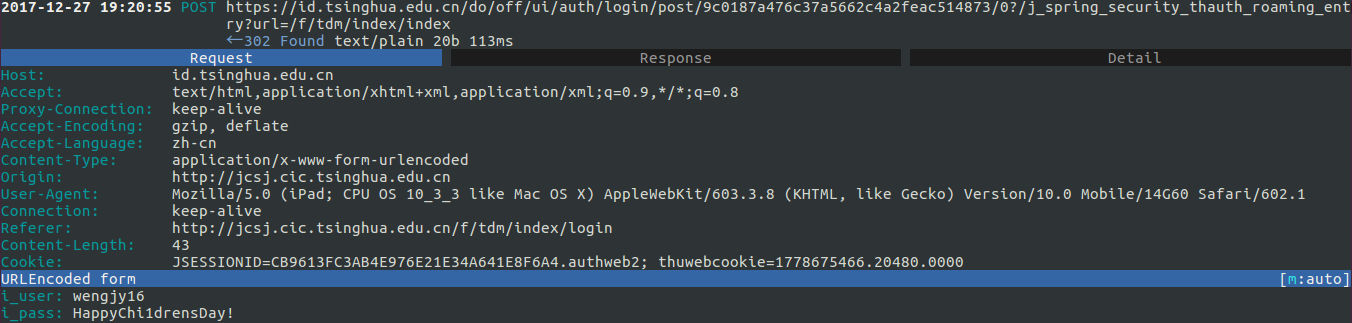 2017-12-27 19:20:55 POST https://id.tsinghua.edu.cn/do/off/ui/auth/login/post/9c0187a476c37a5662c4a2feac514873/0?/j_spring_security_thauth_roaming_ent
ry?url=/f/tdm/index/index
←302 Found text/plain 20b 113ms
Request Response Detail
Host: id.tsinghua.edu.cn
Accept: text/html,application/xhtml+xml,application/xml;q=0.9,*/*;q=0.8
Proxy-Connection: keep-alive
Accept-Encoding: gzip, deflate
Accept-Language: zh-cn
Content-Type: application/x-www-form-urlencoded
Origin: http://jcsj.cic.tsinghua.edu.cn
User-Agent: Mozilla/5.0 (iPad; CPU OS 10_3_3 like Mac OS X) AppleWebKit/603.3.8 (KHTML, like Gecko) Version/10.0 Mobile/14G60 Safari/602.1
Connection: keep-alive
Referer: http://jcsj.cic.tsinghua.edu.cn/f/tdm/index/login
Content-Length: 43
Cookie: JSESSIONID=CB9613FC3AB4E976E21E34A641E8F6A4.authweb2; thuwebcookie=1778675466.20480.0000
URLEncoded form [m:auto]
i_user: wengjy16
i_pass: HappyChi1drensDay!